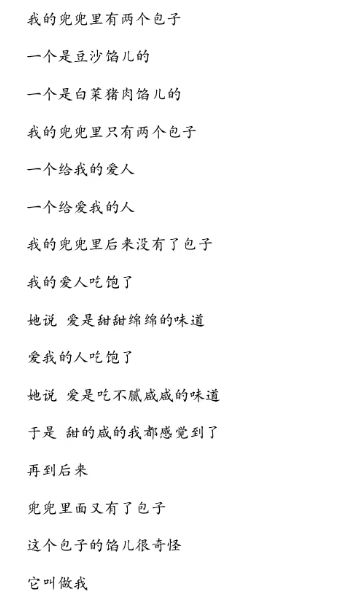 我的兜兜里有两个包子
一个是豆沙馅儿的
一个是白菜猪肉馅儿的
我的兜兜里只有两个包子
一个给我的爱人
一个给爱我的人
我的兜兜里后来没有了包子
我的爱人吃饱了
她说 爱是甜甜绵绵的味道
爱我的人吃饱了
她说 爱是吃不腻咸咸的味道
于是 甜的咸的我都感觉到了
再到后来
兜兜里面又有了包子
这个包子的馅儿很奇怪
它叫做我